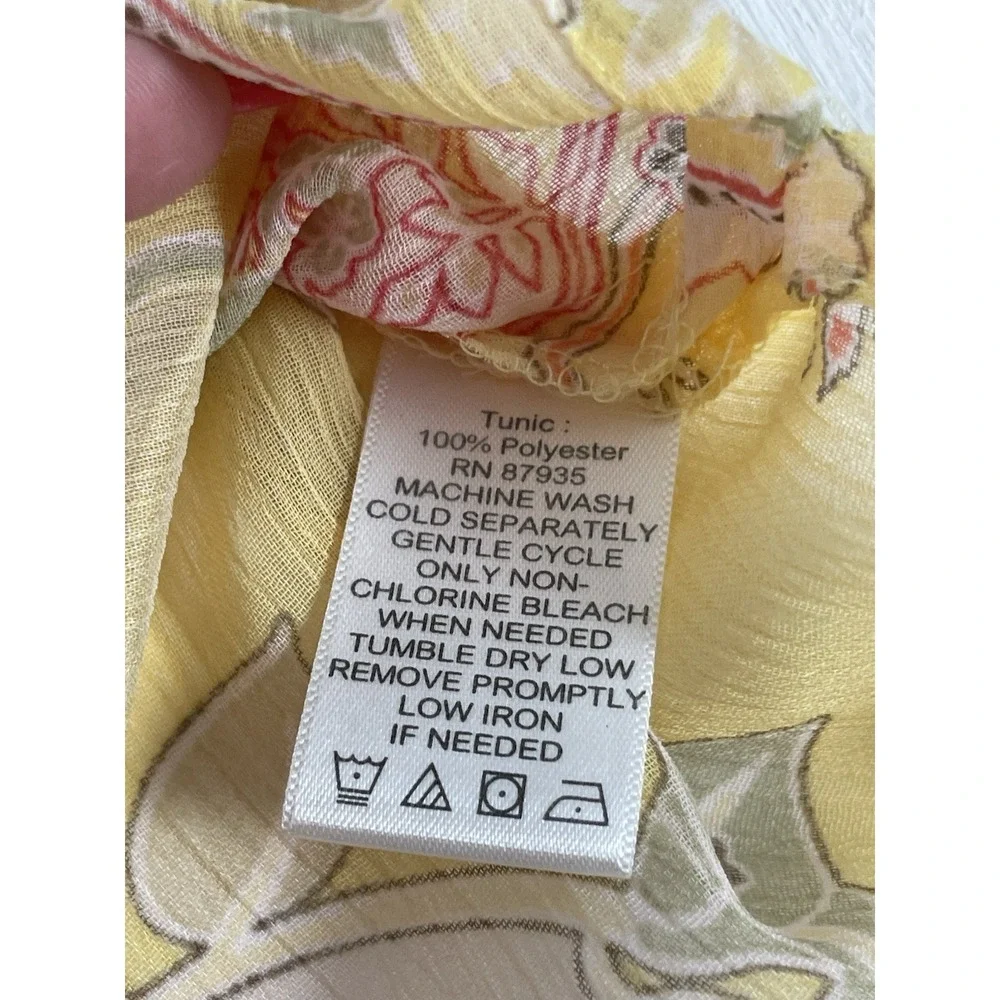 Tunic :
100% Polyester
RN 87935
MACHINE WASH
COLD SEPARATELY
GENTLE CYCLE
ONLY NON-
CHLORINE BLEACH
WHEN NEEDED
TUMBLE DRY LOW
REMOVE PROMPTLY
LOW IRON
IF NEEDED